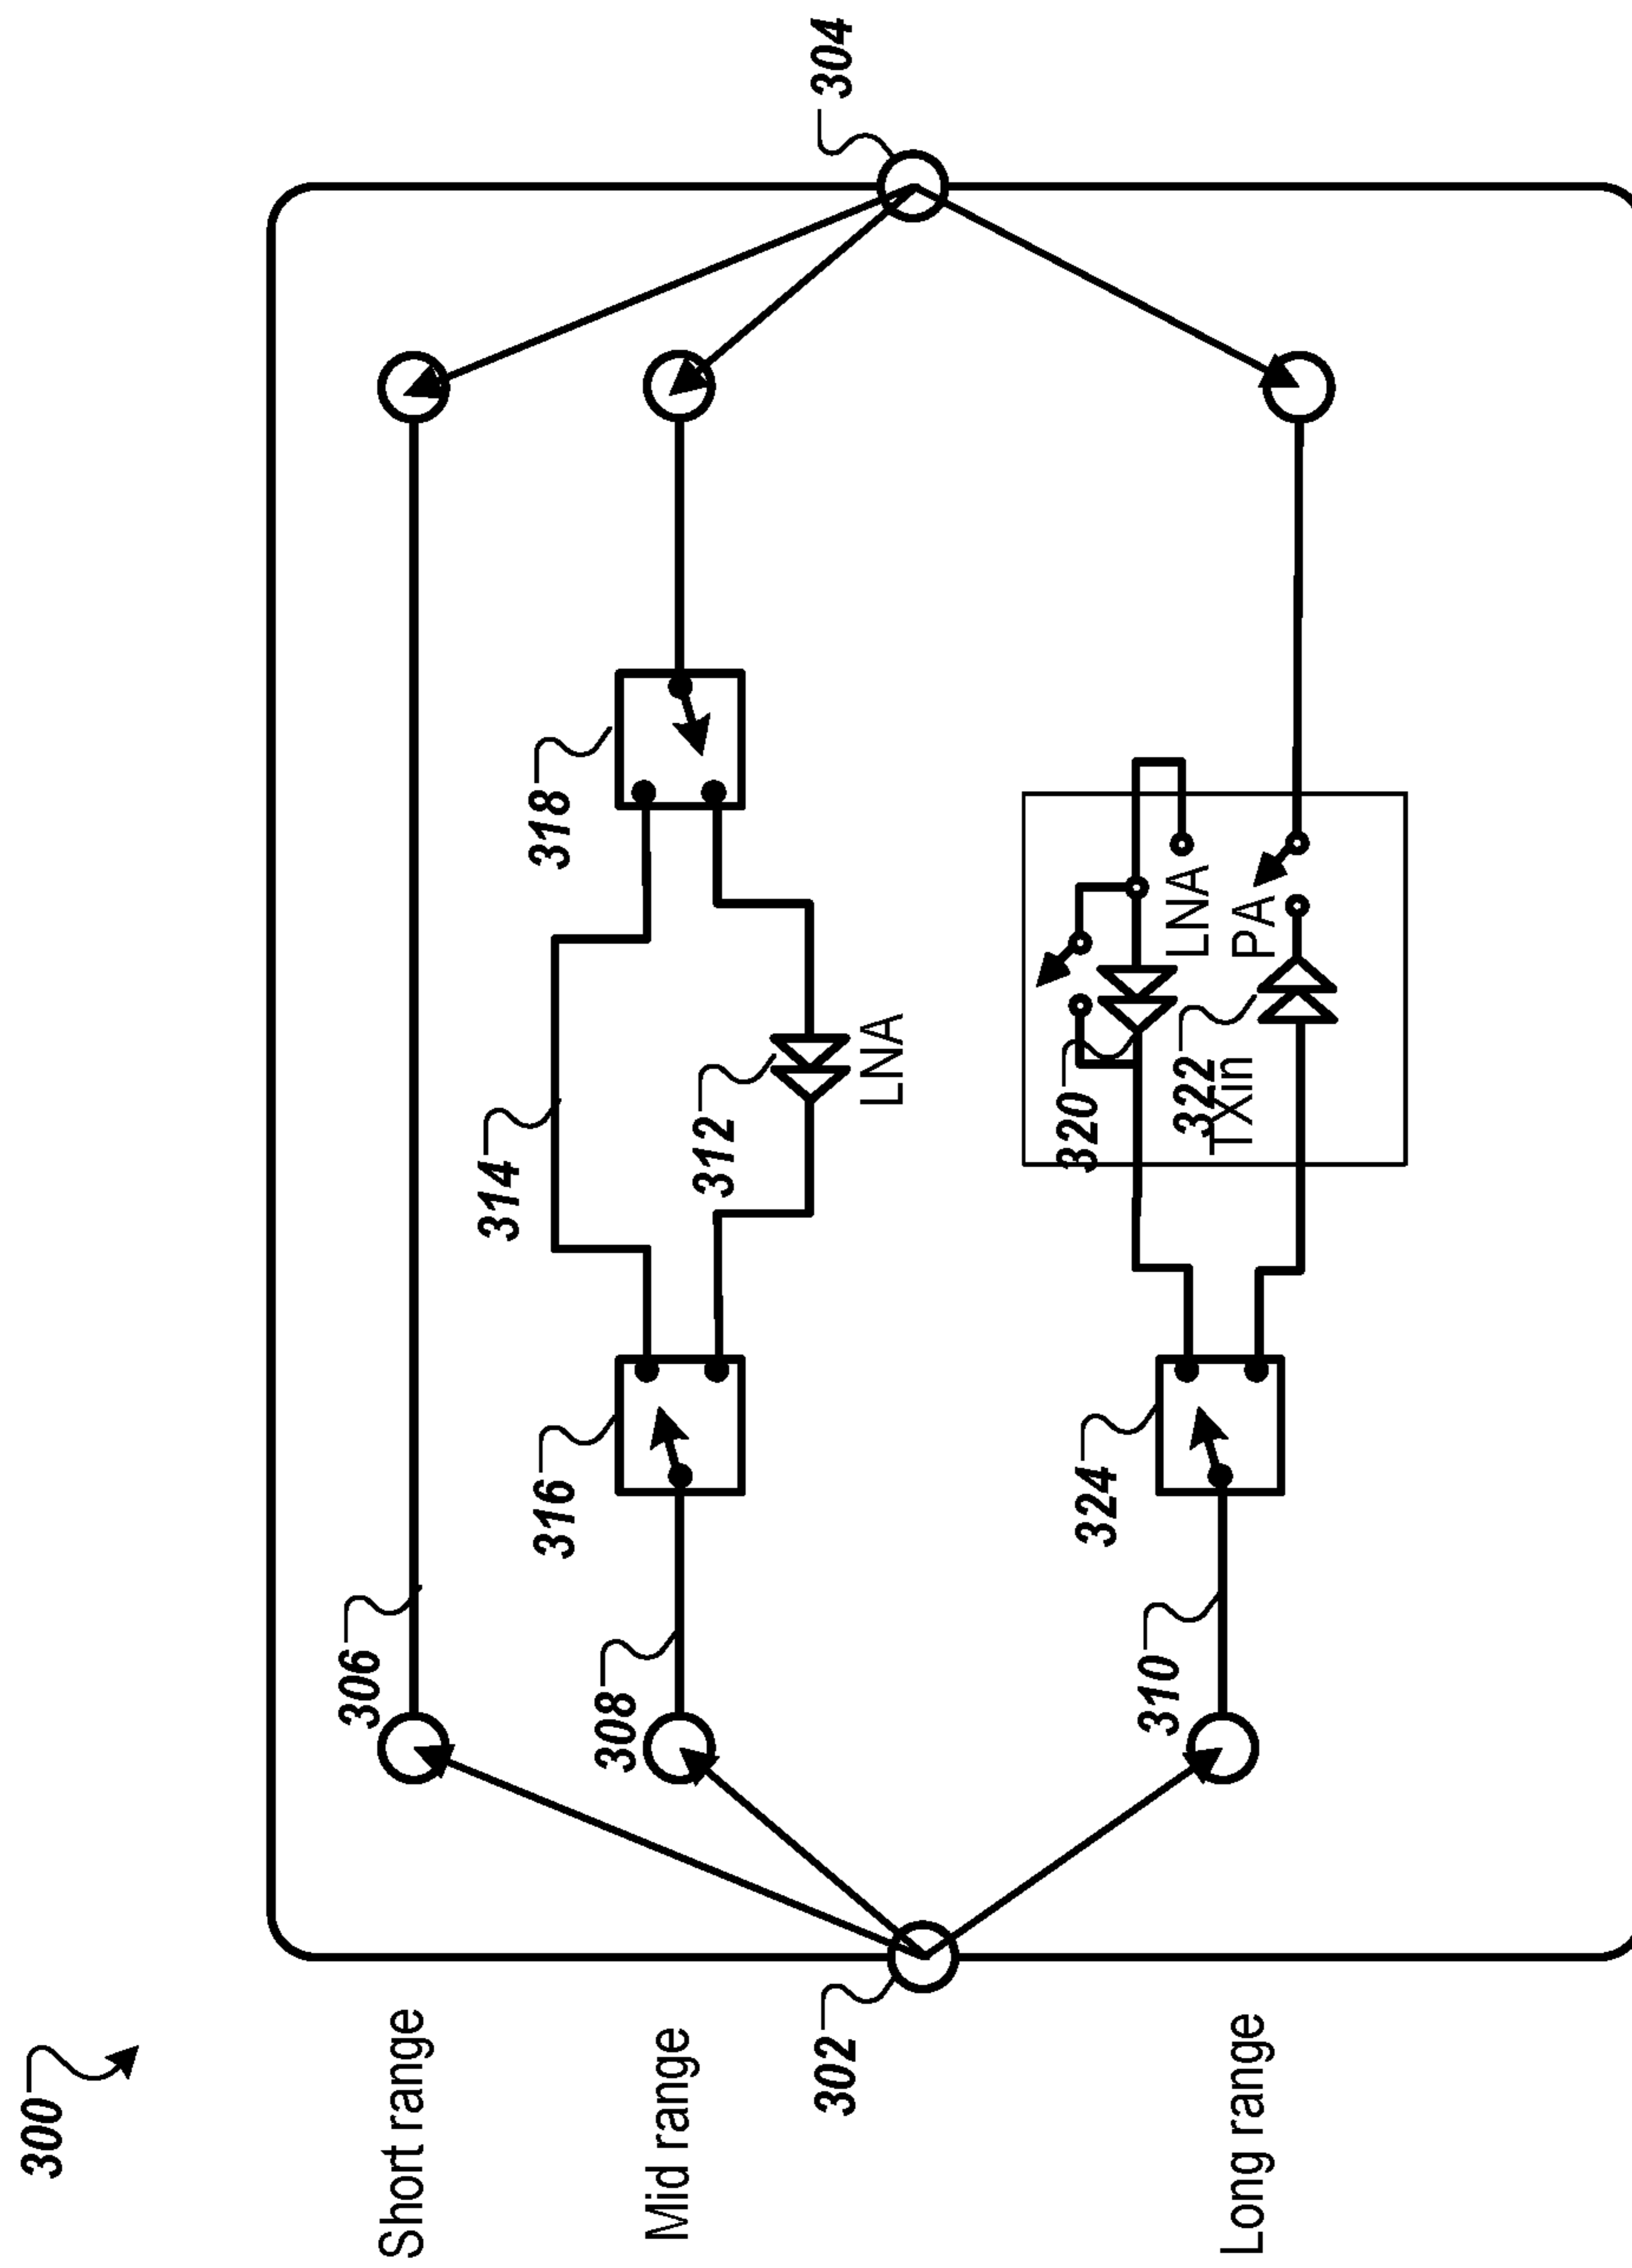 300
Short range
Mid range
Long range
302
304
306
308
310
314
316
318
312
LNA
324
320
322
TXin
LNA
PA